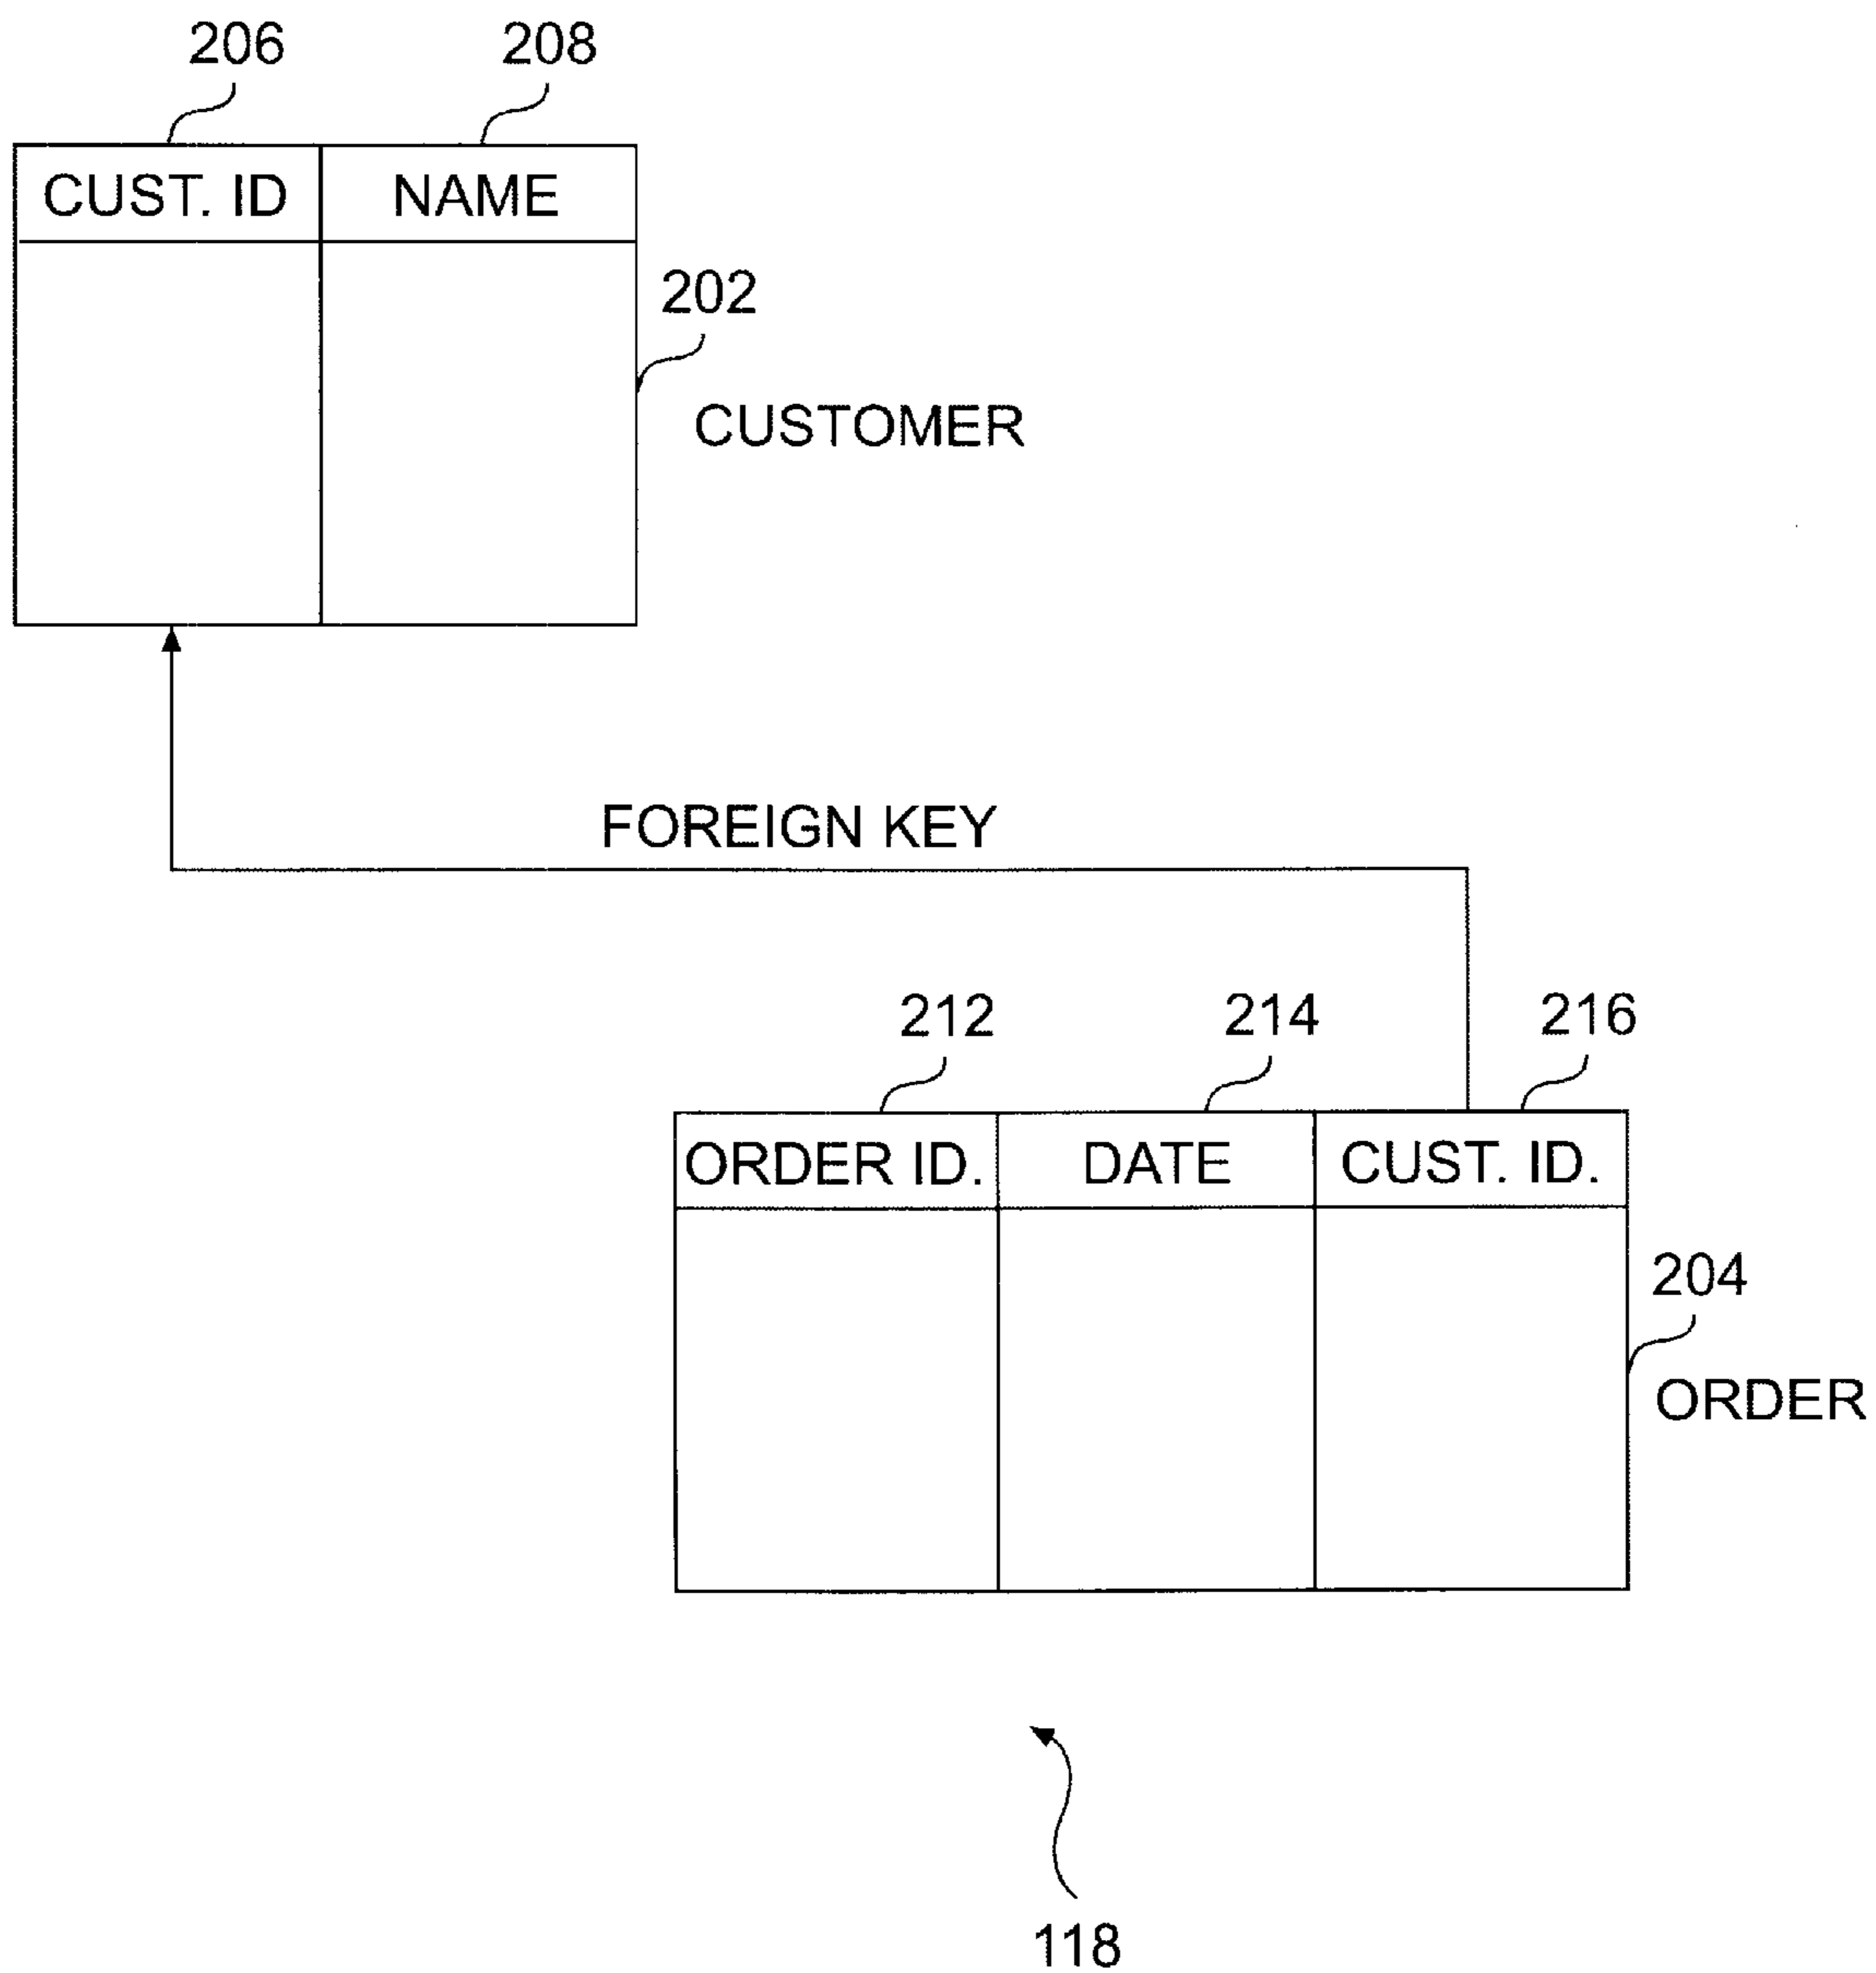 206 208
CUST. ID NAME
202
CUSTOMER
FOREIGN KEY
212 214 216
ORDER ID. DATE CUST. ID.
204
ORDER
118